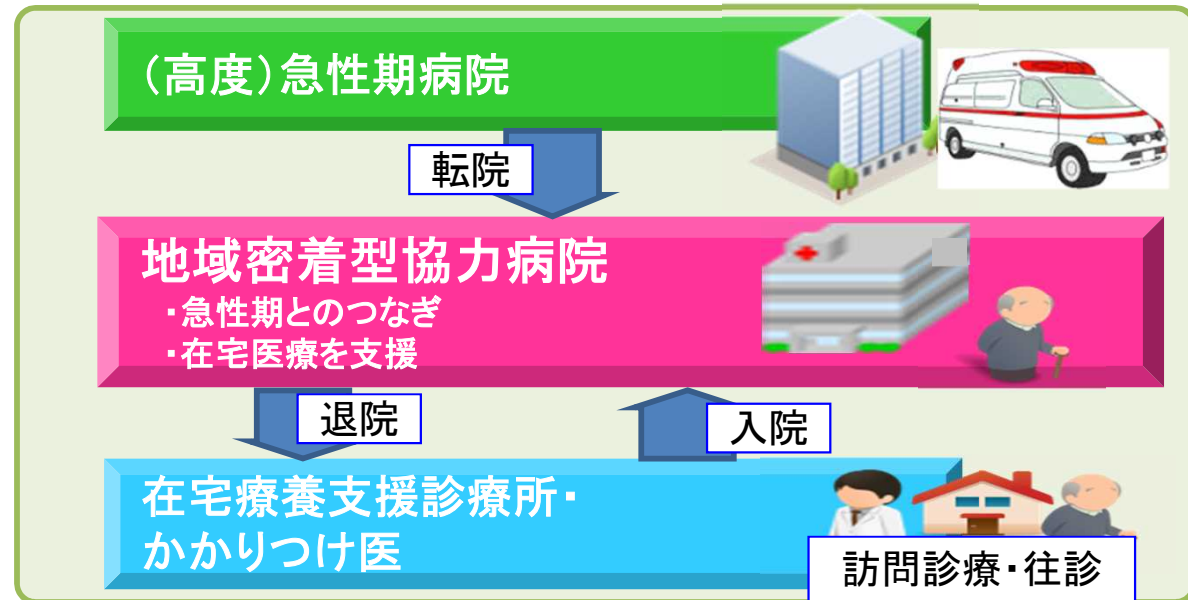 （高度）急性期病院
転院
地域密着型協力病院
・急性期とのつなぎ
・在宅医療を支援
退院
入院
在宅療養支援診療所・
かかりつけ医
訪問診療・往診